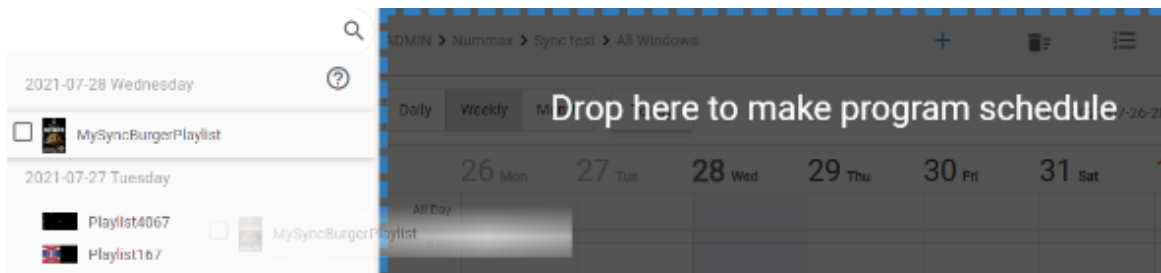 ADMIN > Nummax > Sync test > All Windows
2021-07-28 Wednesday
Daily Weekly
Drop here to make program schedule
MySyncBurgerPlaylist
2021-07-27 Tuesday
26 Mon 27 Tue 28 Wed 29 Thu 30 Fri 31 Sat
All Day
Playlist4067
MySyncBurgerPlaylist
Playlist167